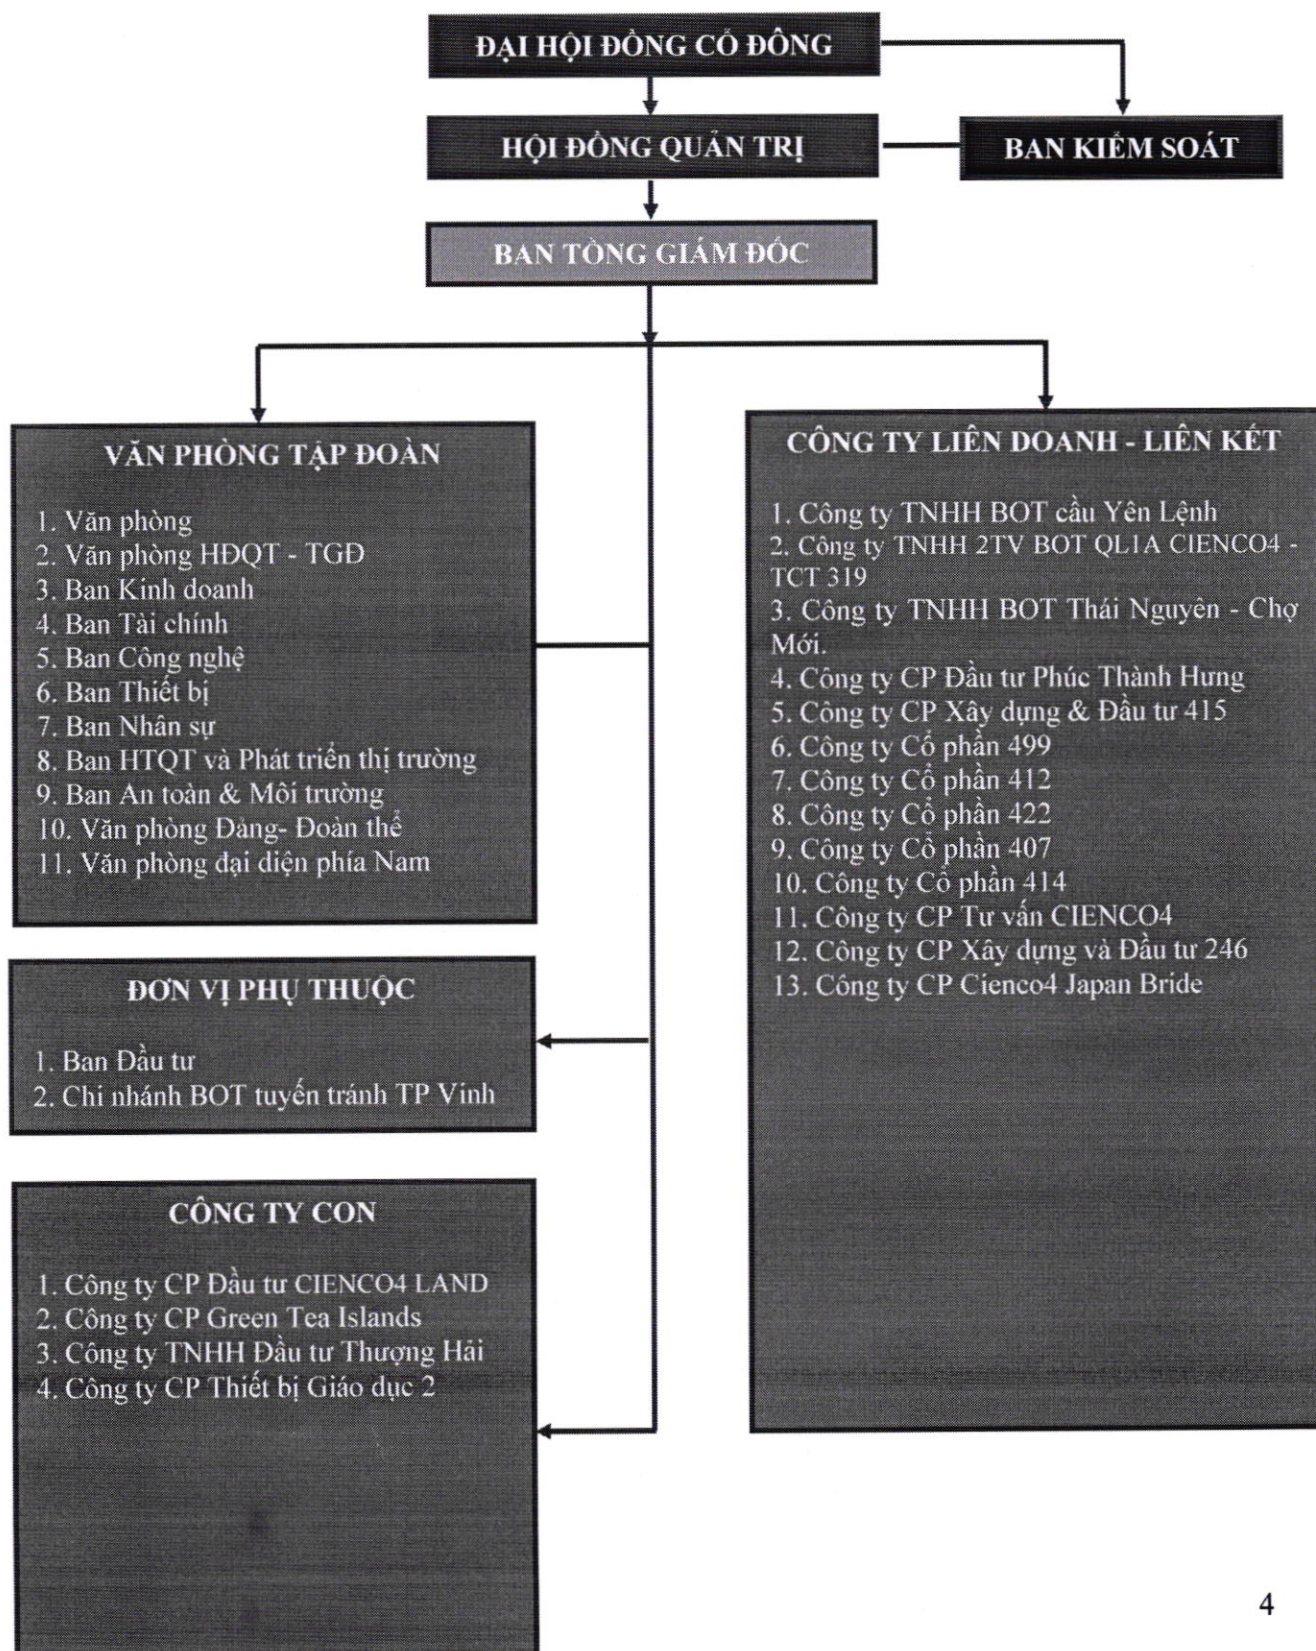 ĐẠI HỘI ĐỒNG CỔ ĐÔNG
HỘI ĐỒNG QUẢN TRỊ
BAN KIỂM SOÁT
BAN TỔNG GIÁM ĐỐC
VĂN PHÒNG TẬP ĐOÀN
1. Văn phòng
2. Văn phòng HĐQT - TGĐ
3. Ban Kinh doanh
4. Ban Tài chính
5. Ban Công nghệ
6. Ban Thiết bị
7. Ban Nhân sự
8. Ban HTQT và Phát triển thị trường
9. Ban An toàn & Môi trường
10. Văn phòng Đảng- Đoàn thể
11. Văn phòng đại diện phía Nam
ĐƠN VỊ PHỤ THUỘC
1. Ban Đầu tư
2. Chi nhánh BOT tuyến tránh TP Vinh
CÔNG TY CON
1. Công ty CP Đầu tư CIENCO4 LAND
2. Công ty CP Green Tea Islands
3. Công ty TNHH Đầu tư Thượng Hải
4. Công ty CP Thiết bị Giáo dục 2
CÔNG TY LIÊN DOANH - LIÊN KẾT
1. Công ty TNHH BOT cầu Yên Lệnh
2. Công ty TNHH 2TV BOT QL1A CIENCO4 -
TCT 319
3. Công ty TNHH BOT Thái Nguyên - Chợ
Mới.
4. Công ty CP Đầu tư Phúc Thành Hưng
5. Công ty CP Xây dựng & Đầu tư 415
6. Công ty Cổ phần 499
7. Công ty Cổ phần 412
8. Công ty Cổ phần 422
9. Công ty Cổ phần 407
10. Công ty Cổ phần 414
11. Công ty CP Tư vấn CIENCO4
12. Công ty CP Xây dựng và Đầu tư 246
13. Công ty CP Cienco4 Japan Bride
4